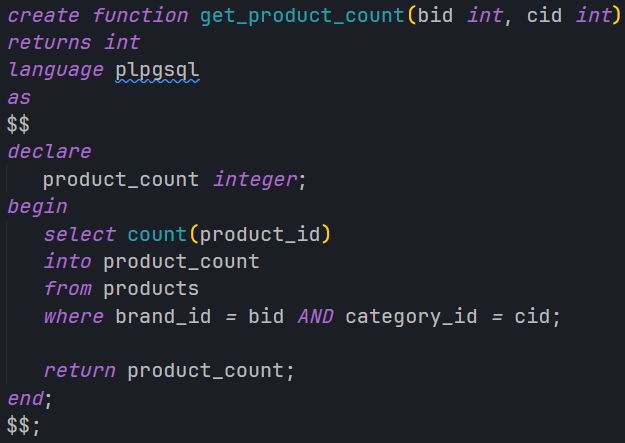 create function get_product_count(bid int, cid int)
returns int
language plpgsql
as
$$
declare
   product_count integer;
begin
   select count(product_id)
   into product_count
   from products
   where brand_id = bid AND category_id = cid;

   return product_count;
end;
$$;